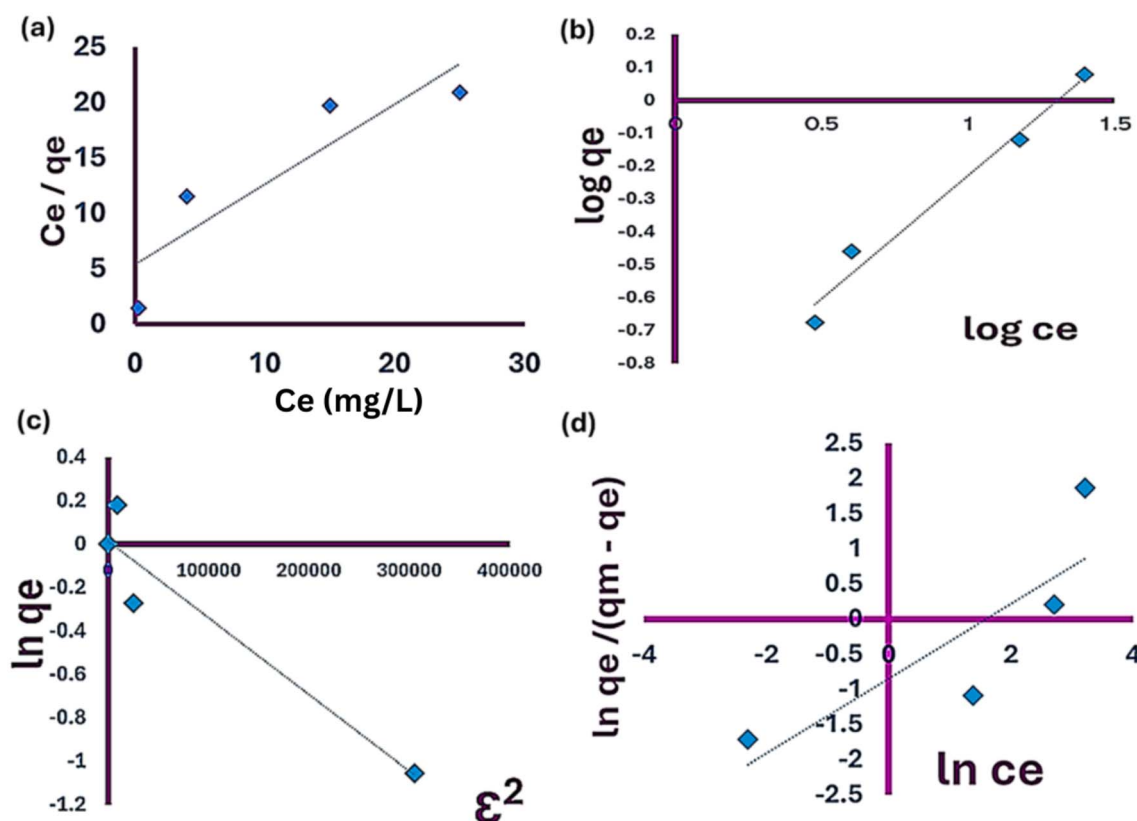 (a)
25
20
15
10
5
0
Ce / qe
0 10 20 30
Ce (mg/L)
(b)
0.2
0.1
0
-0.1
-0.2
-0.3
-0.4
-0.5
-0.6
-0.7
-0.8
log qe
0 0.5 1 1.5
log ce
(c)
0.4
0.2
0
-0.2
-0.4
-0.6
-0.8
-1
-1.2
ln qe
0 100000 200000 300000 400000
ε²
(d)
2.5
2
1.5
1
0.5
0
-0.5
-1
-1.5
-2
-2.5
ln qe /(qm - qe)
-4 -2 0 2 4
ln ce